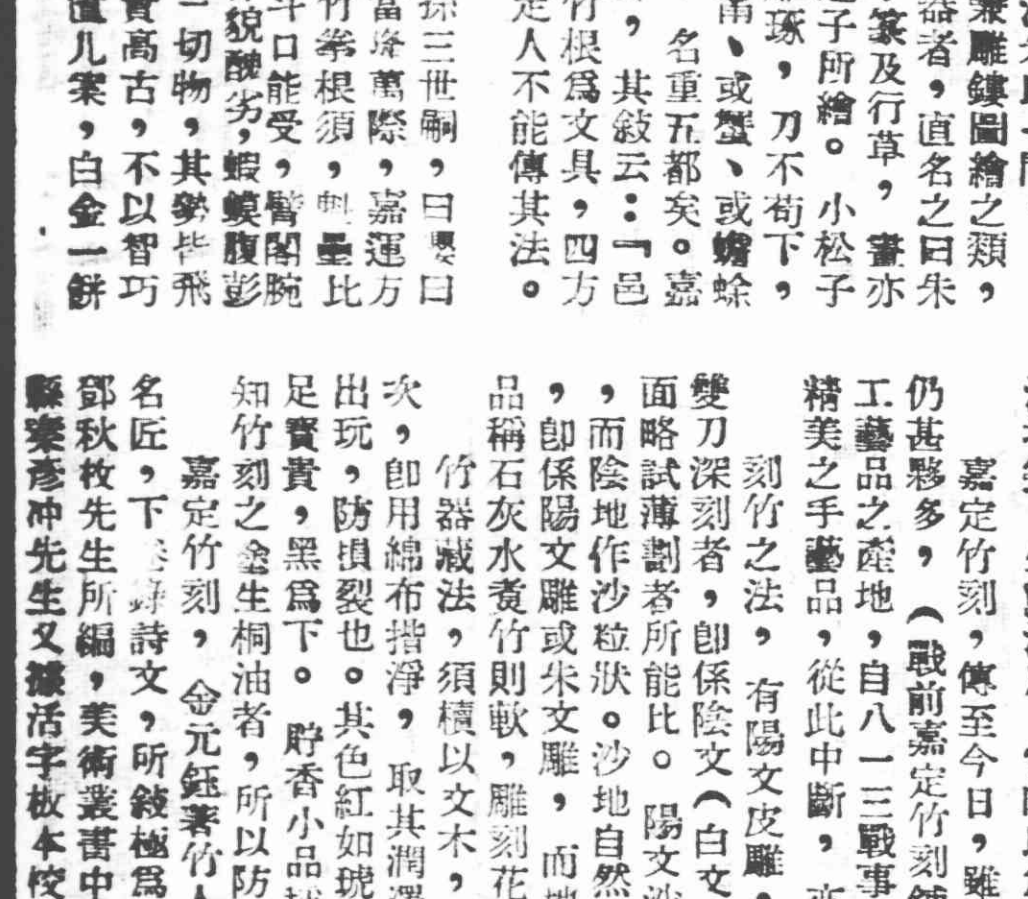 兼雕鏤圖繪之類，
器者，直名之曰朱
篆及行草，畫亦
子所繪。小松子
琢，刀不苟下，
或蟹、或蟾蜍
名重五都矣。嘉
，其敍云：「邑
竹根爲文具，四方
定人不能傳其法。
三世嗣，曰曰
當萬際，嘉運方
竹拳根須，比
斗口能受，臂閣腕
貌醜劣，蝦蟆腹彭
一切物，其勢皆飛
貴高古，不以智巧
置几案，白金一餅
嘉定竹刻，傳至今日，雖
仍甚夥多，（戰前嘉定竹刻
工藝品之產地，自八一三戰事
精美之手藝品，從此中斷，
刻竹之法，有陽文皮雕，
雙刀深刻者，卽係陰文（白文
面略試薄劃者所能比。陽文沙
，而陰地作沙粒狀。沙地自然
，卽係陽文雕或朱文雕，而地
品稱石灰水煑竹則軟，雕刻花
竹器藏法，須櫝以文木，
次，卽用綿布揩淨，取其潤澤
出玩，防損裂也。其色紅如琥
足寳貴，黑爲下。貯香小品
知竹刻之塗生桐油者，所以防
嘉定竹刻，金元鈺著竹人
名匠，下詩文，所敍極爲
鄧秋枚先生所編，美術叢書中
秦彥冲先生又據活字板本校